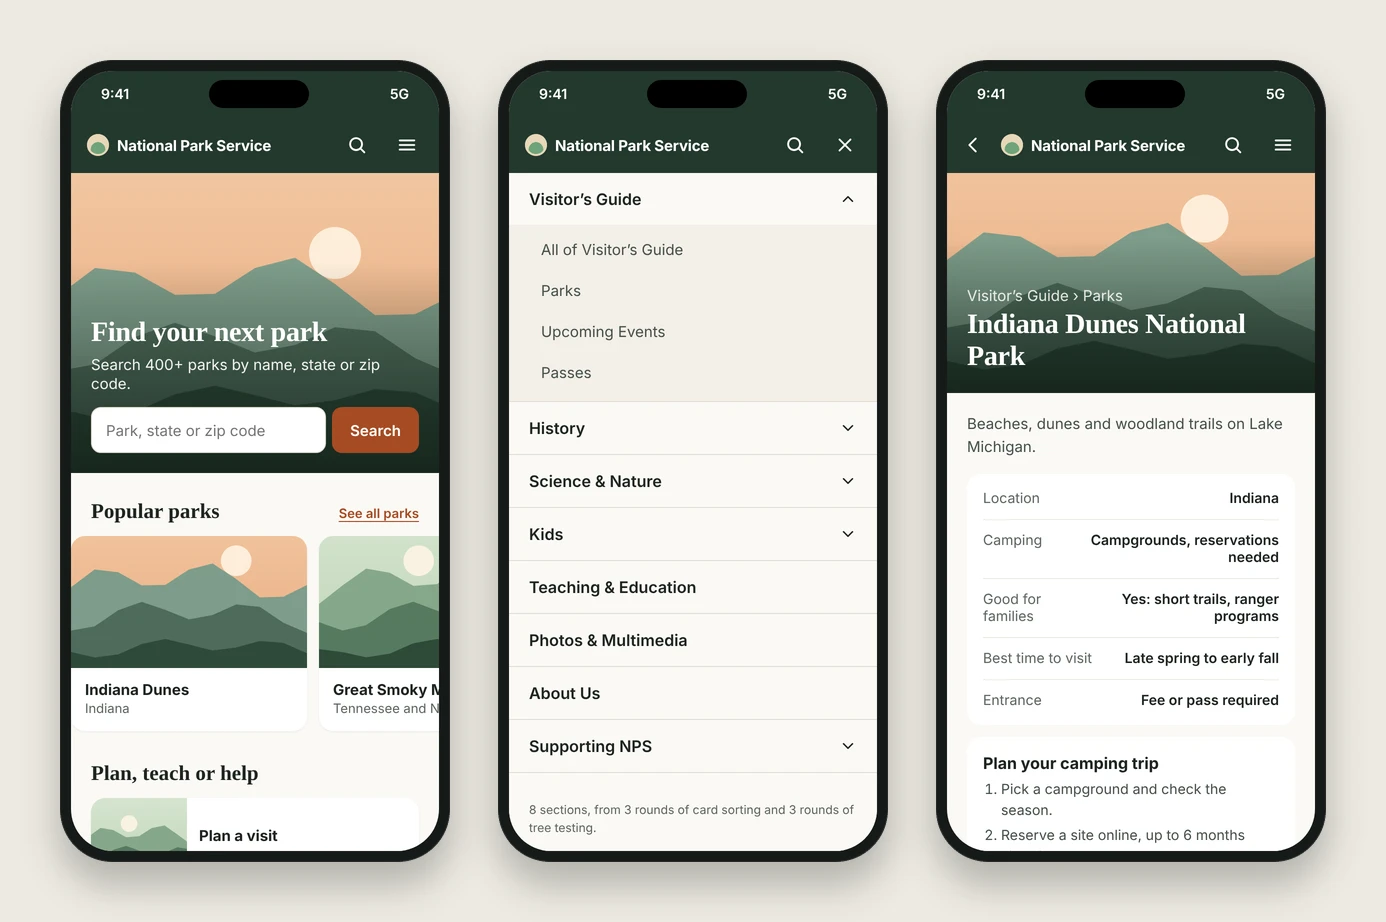 9:41
5G
National Park Service
Find your next park
Search 400+ parks by name, state or zip
code.
Park, state or zip code
Search
Popular parks
See all parks
Indiana Dunes
Indiana
Great Smoky M
Tennessee and N
Plan, teach or help
Plan a visit
9:41
5G
National Park Service
Visitor’s Guide
All of Visitor’s Guide
Parks
Upcoming Events
Passes
History
Science & Nature
Kids
Teaching & Education
Photos & Multimedia
About Us
Supporting NPS
8 sections, from 3 rounds of card sorting and 3 rounds of
tree testing.
9:41
5G
National Park Service
Visitor’s Guide › Parks
Indiana Dunes National
Park
Beaches, dunes and woodland trails on Lake
Michigan.
Location
Indiana
Camping
Campgrounds, reservations
needed
Good for
families
Yes: short trails, ranger
programs
Best time to visit
Late spring to early fall
Entrance
Fee or pass required
Plan your camping trip
1. Pick a campground and check the
season.
2. Reserve a site online, up to 6 months